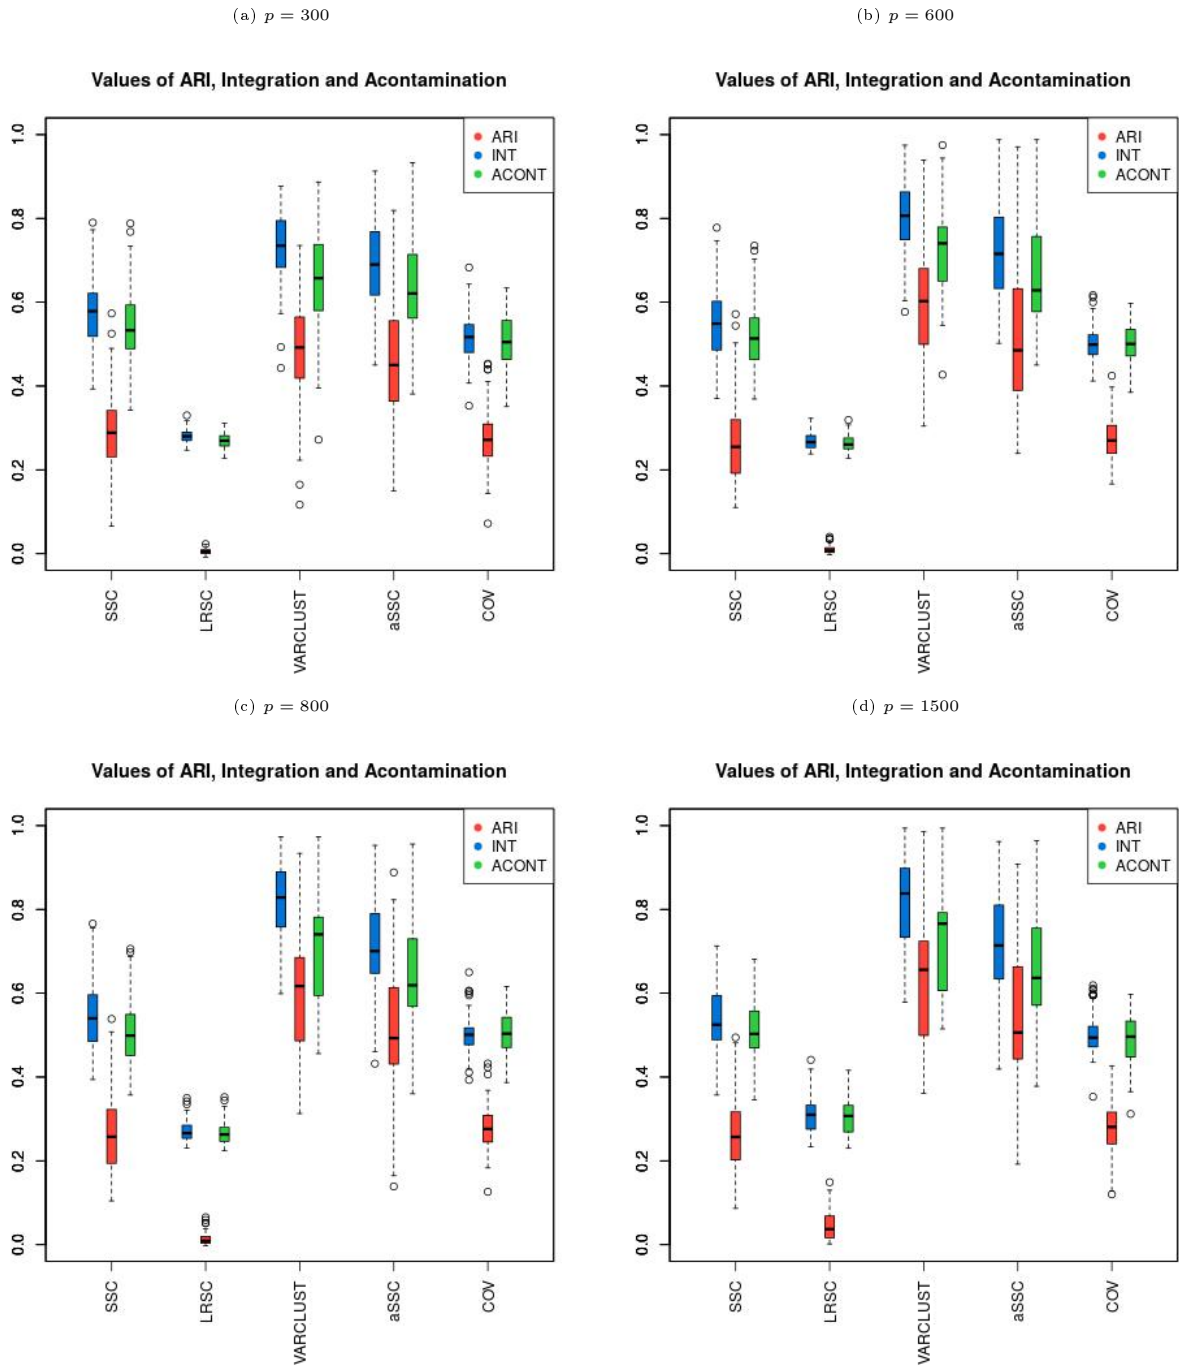 (a) p = 300
Values of ARI, Integration and Acontamination
1.0
0.8
0.6
0.4
0.2
0.0
ARI
INT
ACONT
SSC
LRSC
VARCLUST
aSSC
COV
(b) p = 600
Values of ARI, Integration and Acontamination
1.0
0.8
0.6
0.4
0.2
0.0
ARI
INT
ACONT
SSC
LRSC
VARCLUST
aSSC
COV
(c) p = 800
Values of ARI, Integration and Acontamination
1.0
0.8
0.6
0.4
0.2
0.0
ARI
INT
ACONT
SSC
LRSC
VARCLUST
aSSC
COV
(d) p = 1500
Values of ARI, Integration and Acontamination
1.0
0.8
0.6
0.4
0.2
0.0
ARI
INT
ACONT
SSC
LRSC
VARCLUST
aSSC
COV